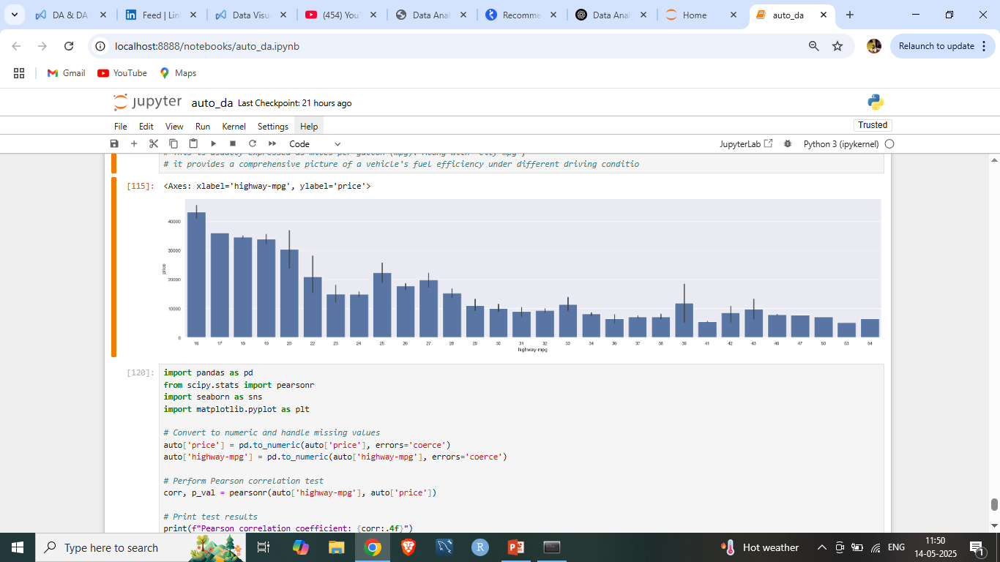 DA & DA
Feed | Lin
Data Visu
(454) You
Data Anal
Recomme
Data Anal
Home
auto_da
localhost:8888/notebooks/auto_da.ipynb
Relaunch to update
Gmail
YouTube
Maps
jupyter
auto_da Last Checkpoint: 21 hours ago
File Edit View Run Kernel Settings Help
Trusted
Code
JupyterLab
Python 3 (ipykernel)
# it provides a comprehensive picture of a vehicle's fuel efficiency under different driving conditio
[115]: <Axes: xlabel='highway-mpg', ylabel='price'>
40000
30000
20000
10000
0
price
16 17 18 19 20 22 23 24 25 26 27 28 29 30 31 32 33 34 36 37 38 39 41 42 43 46 47 50 53 54
highway-mpg
[120]: import pandas as pd
from scipy.stats import pearsonr
import seaborn as sns
import matplotlib.pyplot as plt
# Convert to numeric and handle missing values
auto['price'] = pd.to_numeric(auto['price'], errors='coerce')
auto['highway-mpg'] = pd.to_numeric(auto['highway-mpg'], errors='coerce')
# Perform Pearson correlation test
corr, p_val = pearsonr(auto['highway-mpg'], auto['price'])
# Print test results
print(f"Pearson correlation coefficient: {corr:.4f}")
Type here to search
R
Hot weather
ENG
11:50
14-05-2025
1